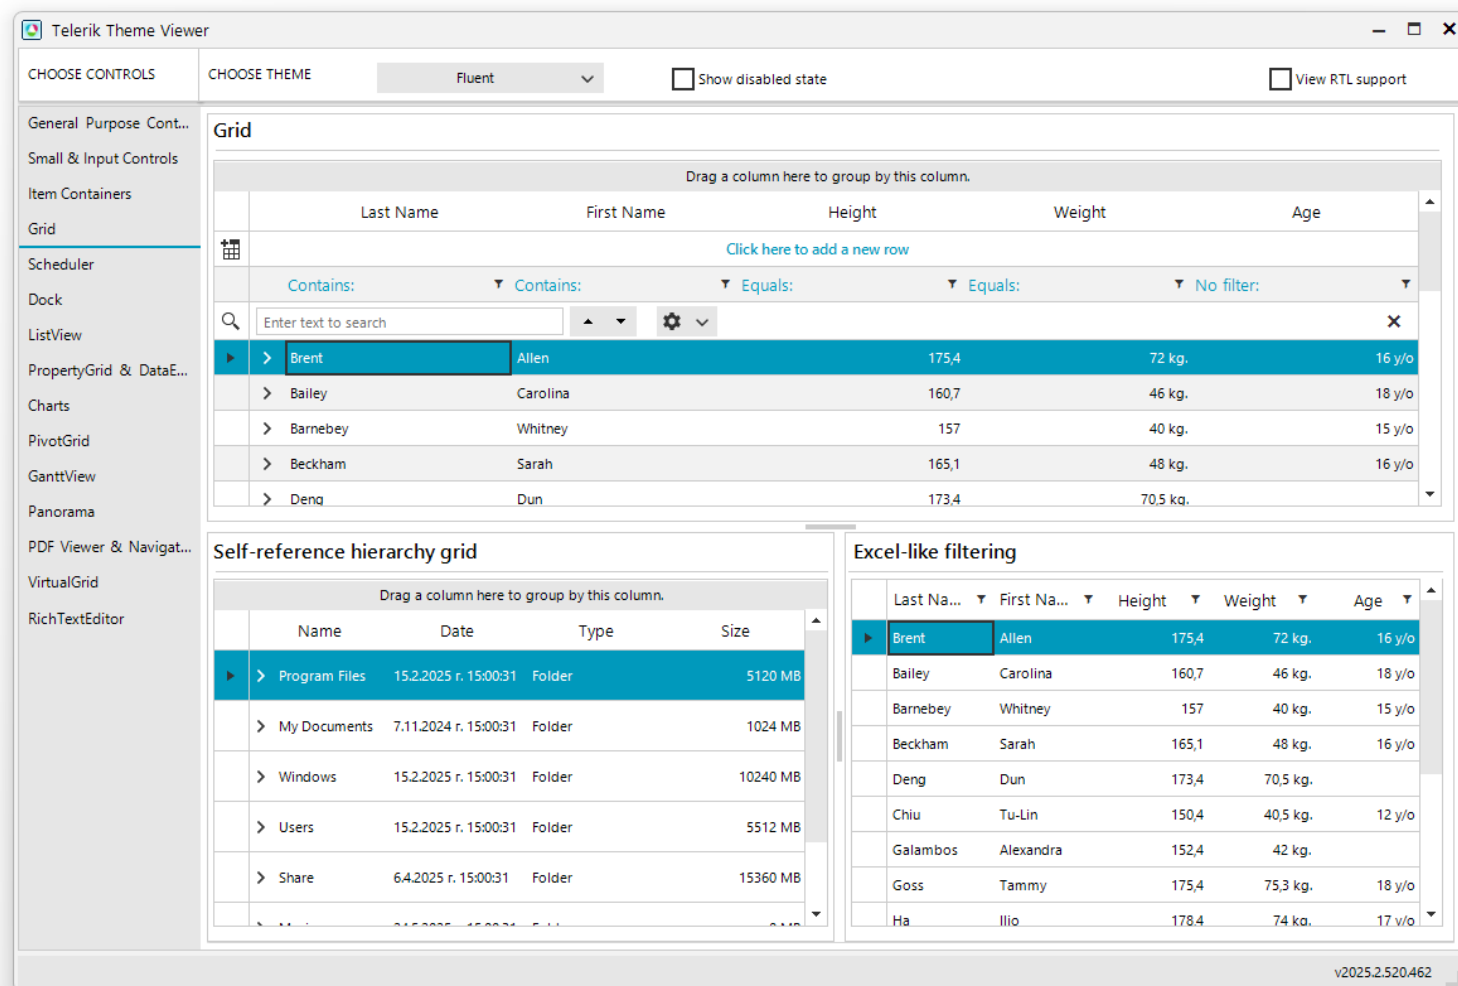 Telerik Theme Viewer
CHOOSE CONTROLS
CHOOSE THEME
Fluent
Show disabled state
View RTL support
General Purpose Cont...
Small & Input Controls
Item Containers
Grid
Scheduler
Dock
ListView
PropertyGrid & DataE...
Charts
PivotGrid
GanttView
Panorama
PDF Viewer & Navigat...
VirtualGrid
RichTextEditor
Grid
Drag a column here to group by this column.
Last Name First Name Height Weight Age
Click here to add a new row
Contains: Contains: Equals: Equals: No filter:
Enter text to search
Brent Allen 175,4 72 kg. 16 y/o
Bailey Carolina 160,7 46 kg. 18 y/o
Barnebey Whitney 157 40 kg. 15 y/o
Beckham Sarah 165,1 48 kg. 16 y/o
Deng Dun 173,4 70,5 kg.
Self-reference hierarchy grid
Drag a column here to group by this column.
Name Date Type Size
Program Files 15.2.2025 г. 15:00:31 Folder 5120 MB
My Documents 7.11.2024 г. 15:00:31 Folder 1024 MB
Windows 15.2.2025 г. 15:00:31 Folder 10240 MB
Users 15.2.2025 г. 15:00:31 Folder 5512 MB
Share 6.4.2025 г. 15:00:31 Folder 15360 MB
Excel-like filtering
Last Na... First Na... Height Weight Age
Brent Allen 175,4 72 kg. 16 y/o
Bailey Carolina 160,7 46 kg. 18 y/o
Barnebey Whitney 157 40 kg. 15 y/o
Beckham Sarah 165,1 48 kg. 16 y/o
Deng Dun 173,4 70,5 kg.
Chiu Tu-Lin 150,4 40,5 kg. 12 y/o
Galambos Alexandra 152,4 42 kg.
Goss Tammy 175,4 75,3 kg. 18 y/o
Ha Ilio 178,4 74 kg. 17 y/o
v2025.2.520.462